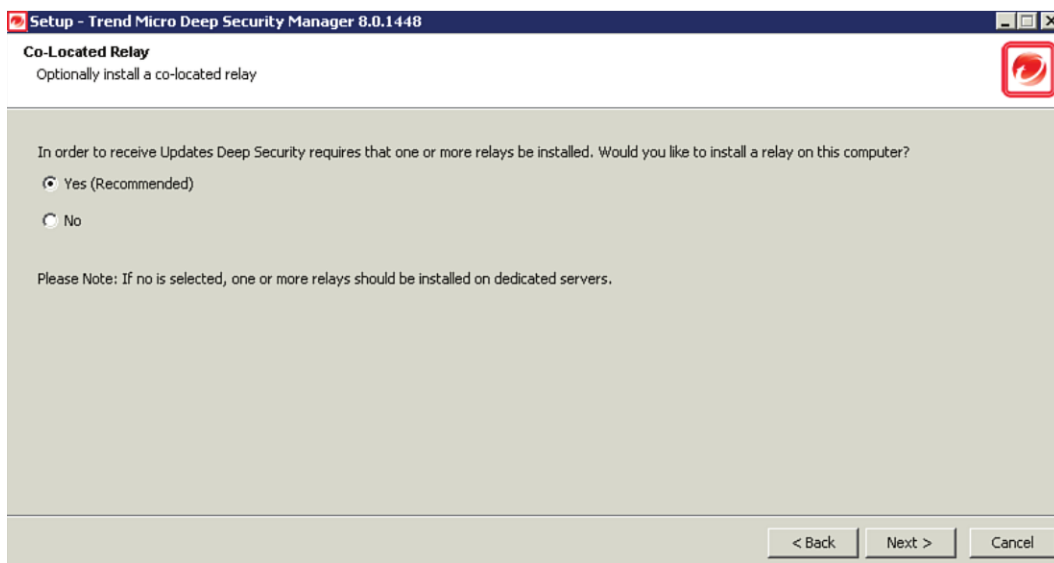 Setup - Trend Micro Deep Security Manager 8.0.1448
Co-Located Relay
Optionally install a co-located relay
In order to receive Updates Deep Security requires that one or more relays be installed. Would you like to install a relay on this computer?
Yes (Recommended)
No
Please Note: If no is selected, one or more relays should be installed on dedicated servers.
< Back Next > Cancel